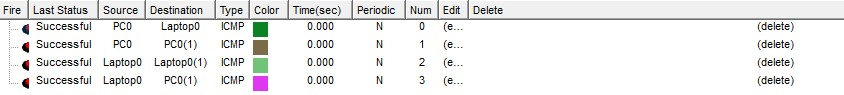 Fire Last Status Source Destination Type Color Time(sec) Periodic Num Edit Delete
Successful PC0 Laptop0 ICMP 0.000 N 0 (e... (delete)
Successful PC0 PC0(1) ICMP 0.000 N 1 (e... (delete)
Successful Laptop0 Laptop0(1) ICMP 0.000 N 2 (e... (delete)
Successful Laptop0 PC0(1) ICMP 0.000 N 3 (e... (delete)